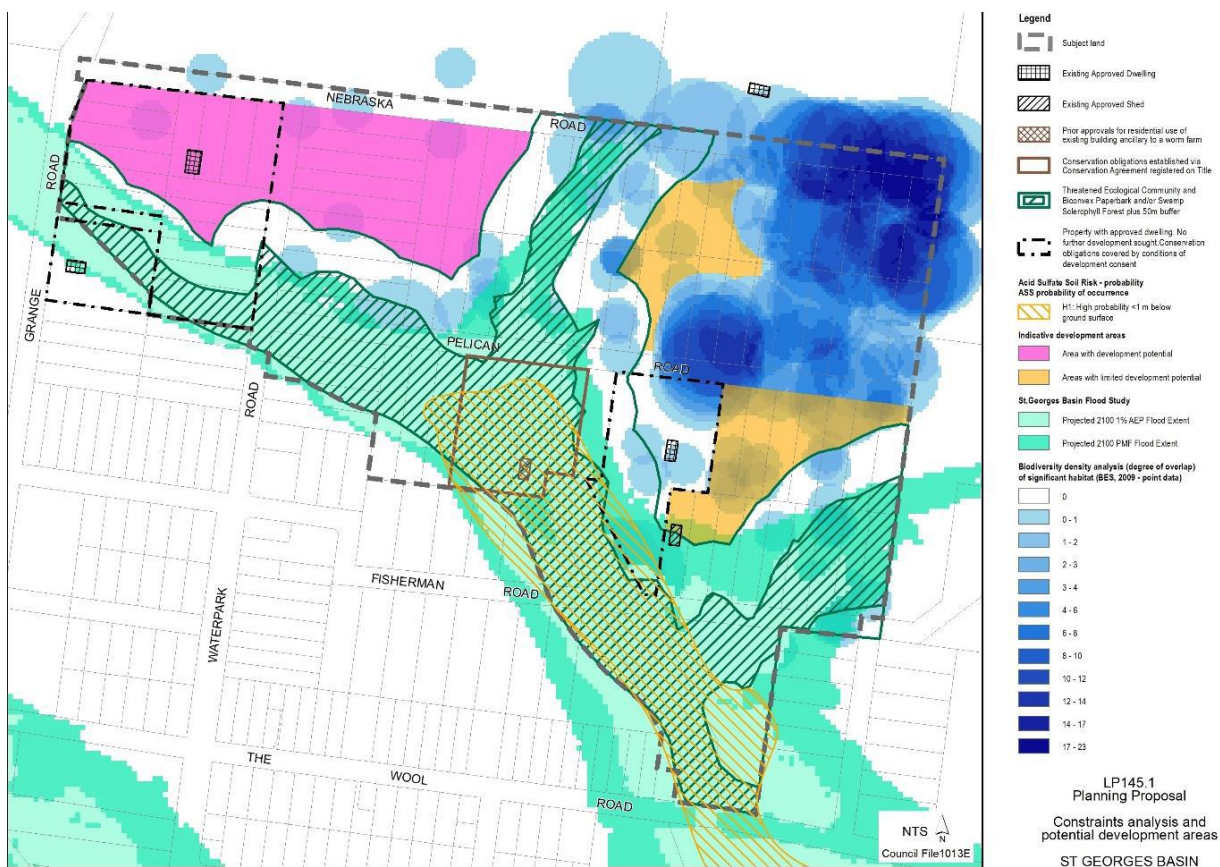 NEBRASKA
ROAD
ROAD
GRANGE
PELICAN
ROAD
ROAD
FISHERMAN
ROAD
WATERPARK
THE
WOOL
ROAD
NTS
N
Council File1013E
Legend
Subject land
Existing Approved Dwelling
Existing Approved Shed
Prior approvals for residential use of
existing building ancillary to a worm farm
Conservation obligations established via
Conservation Agreement registered on Title
Threatened Ecological Community and
Biconvex Paperbark and/or Swamp
Sclerophyll Forest plus 50m buffer
Property with approved dwelling. No
further development sought.Conservation
obligations covered by conditions of
development consent
Acid Sulfate Soil Risk - probability
ASS probability of occurrence
H1: High probability <1 m below
ground surface
Indicative development areas
Area with development potential
Areas with limited development potential
St.Georges Basin Flood Study
Projected 2100 1% AEP Flood Extent
Projected 2100 PMF Flood Extent
Biodiversity density analysis (degree of overlap)
of significant habitat (BES, 2009 - point data)
0
0 - 1
1 - 2
2 - 3
3 - 4
4 - 6
6 - 8
8 - 10
10 - 12
12 - 14
14 - 17
17 - 23
LP145.1
Planning Proposal
Constraints analysis and
potential development areas
ST GEORGES BASIN